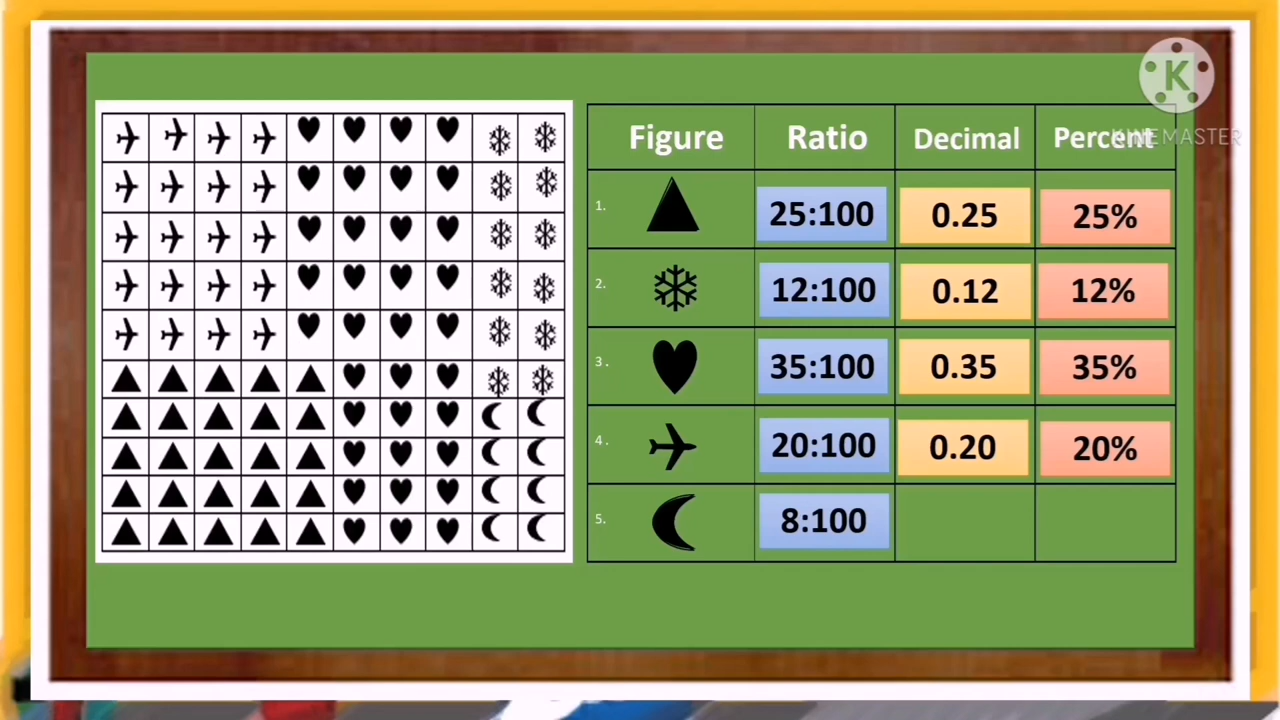 K
KINEMASTER
Figure Ratio Decimal Percent
1. 25:100 0.25 25%
2. 12:100 0.12 12%
3. 35:100 0.35 35%
4. 20:100 0.20 20%
5. 8:100